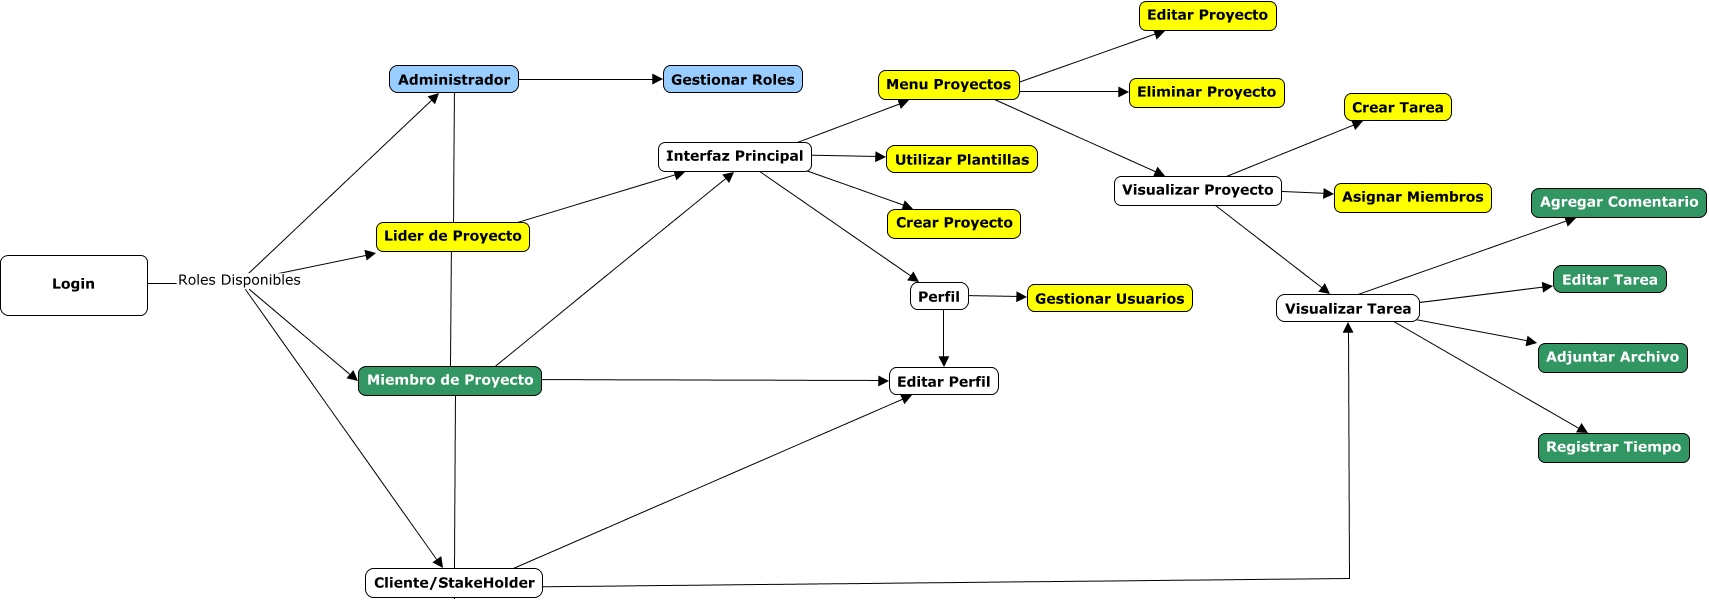 Editar Proyecto
Administrador
Gestionar Roles
Menu Proyectos
Eliminar Proyecto
Crear Tarea
Interfaz Principal
Utilizar Plantillas
Visualizar Proyecto
Asignar Miembros
Agregar Comentario
Lider de Proyecto
Crear Proyecto
Login
Roles Disponibles
Perfil
Gestionar Usuarios
Visualizar Tarea
Editar Tarea
Adjuntar Archivo
Miembro de Proyecto
Editar Perfil
Registrar Tiempo
Cliente/StakeHolder